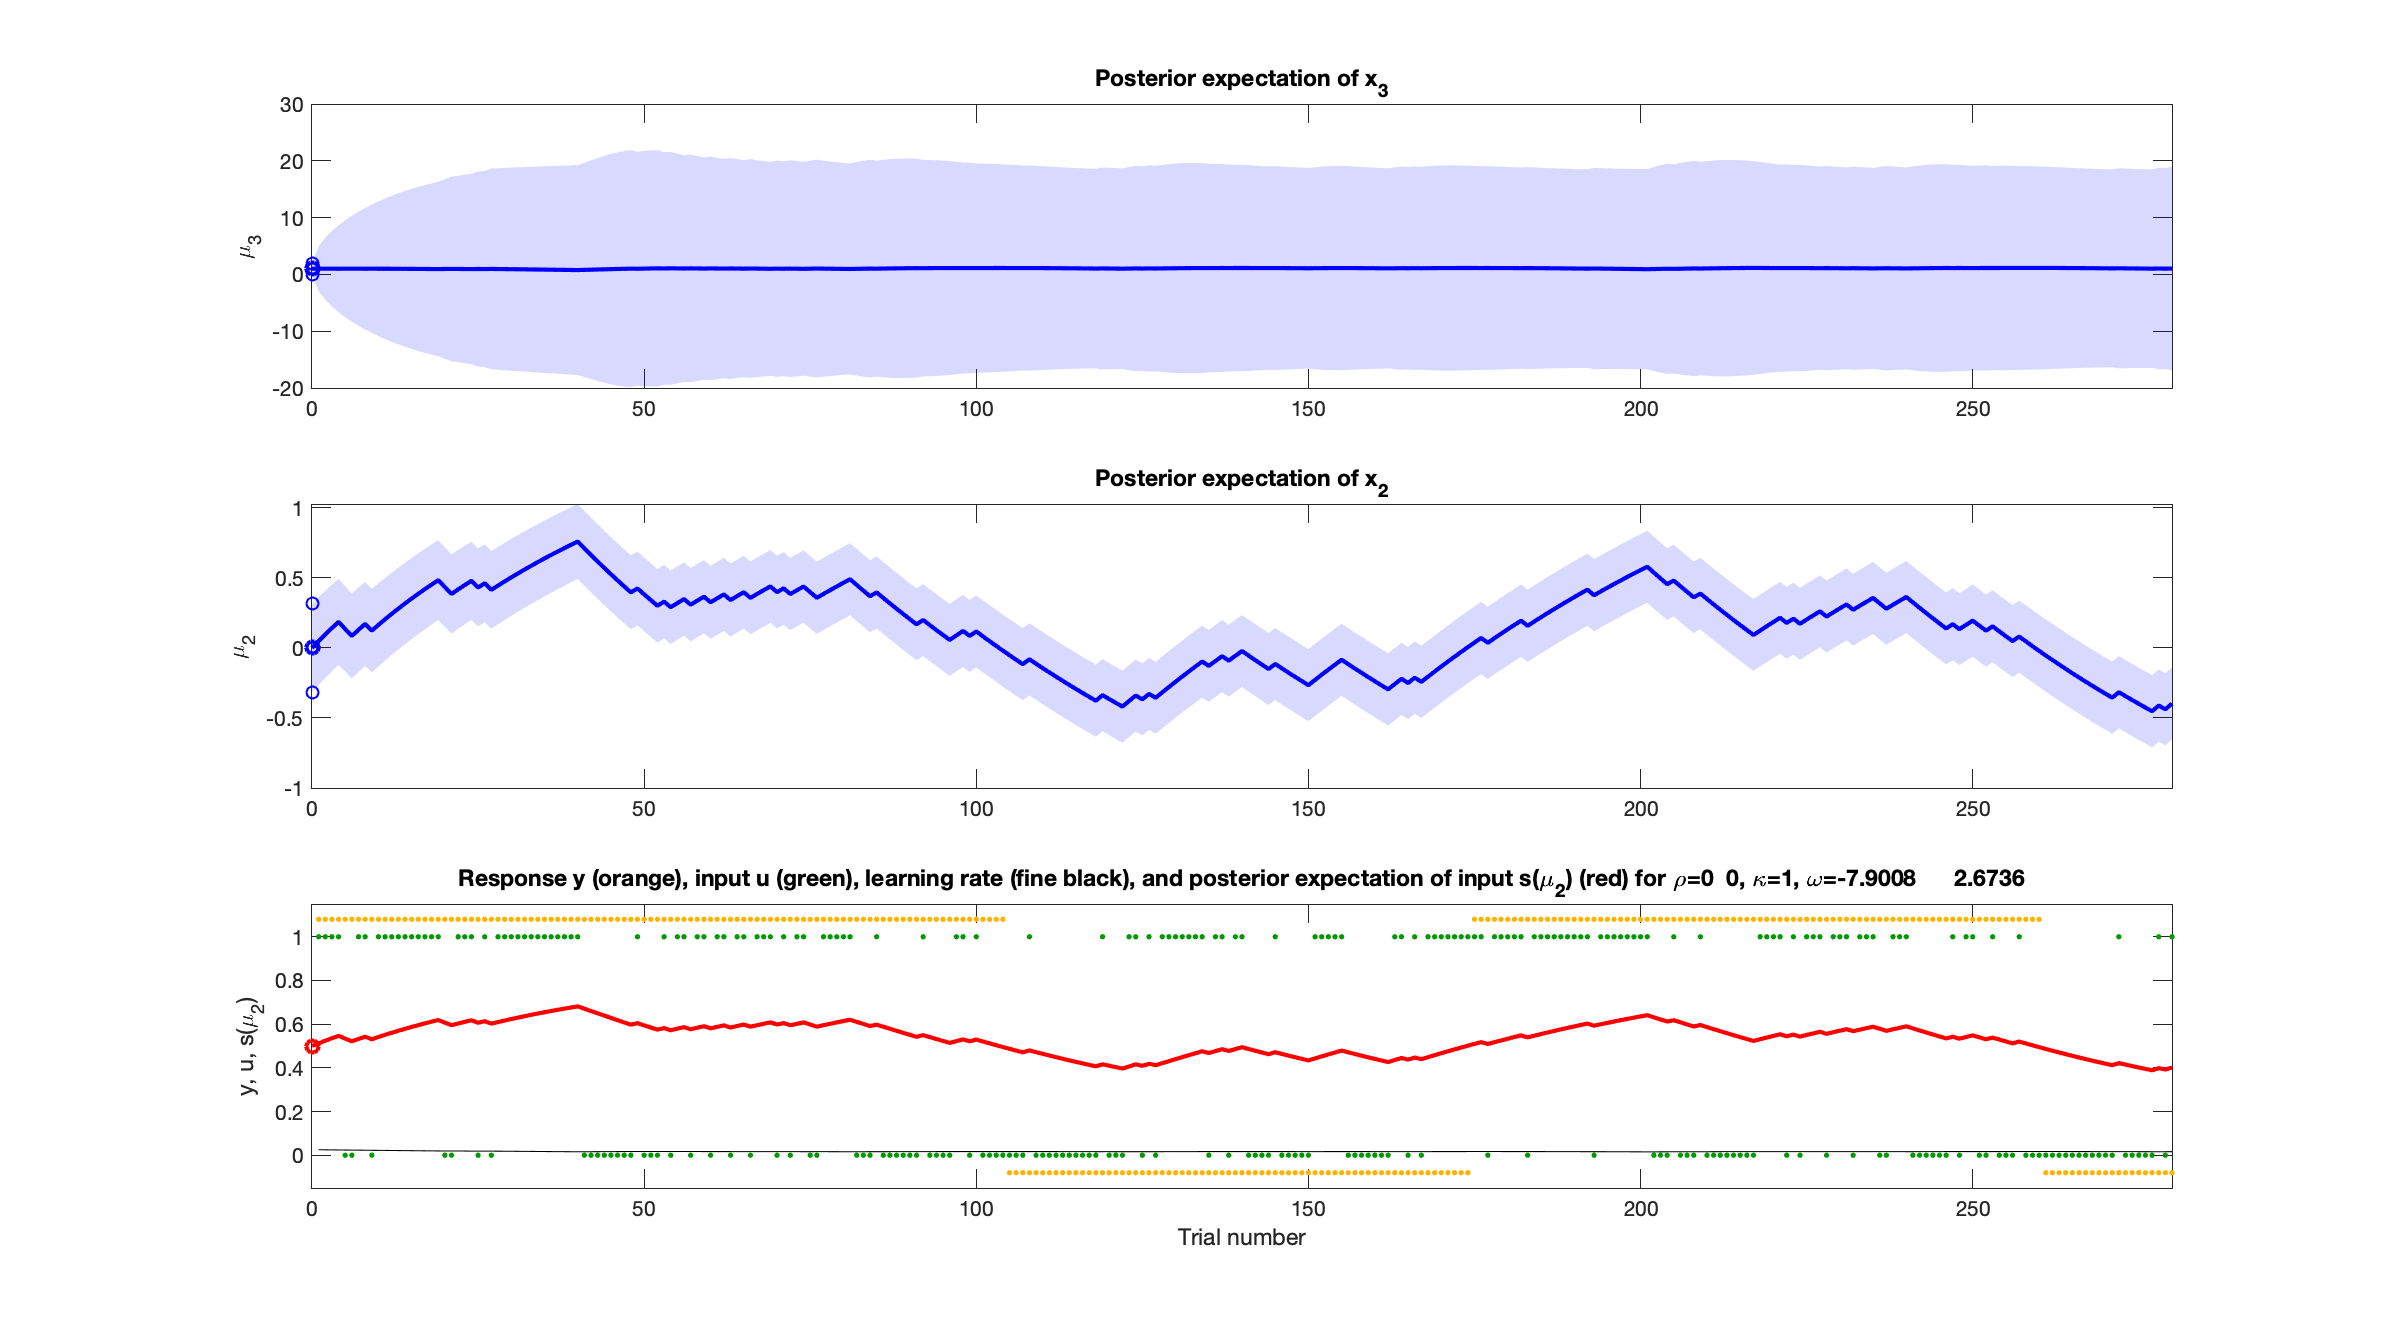 Posterior expectation of x3
30
20
10
0
-10
-20
μ3
0 50 100 150 200 250
Posterior expectation of x2
1
0.5
0
-0.5
-1
μ2
0 50 100 150 200 250
Response y (orange), input u (green), learning rate (fine black), and posterior expectation of input s(μ2) (red) for ρ=0 0, κ=1, ω=-7.9008 2.6736
1
0.8
0.6
0.4
0.2
0
y, u, s(μ2)
0 50 100 150 200 250
Trial number